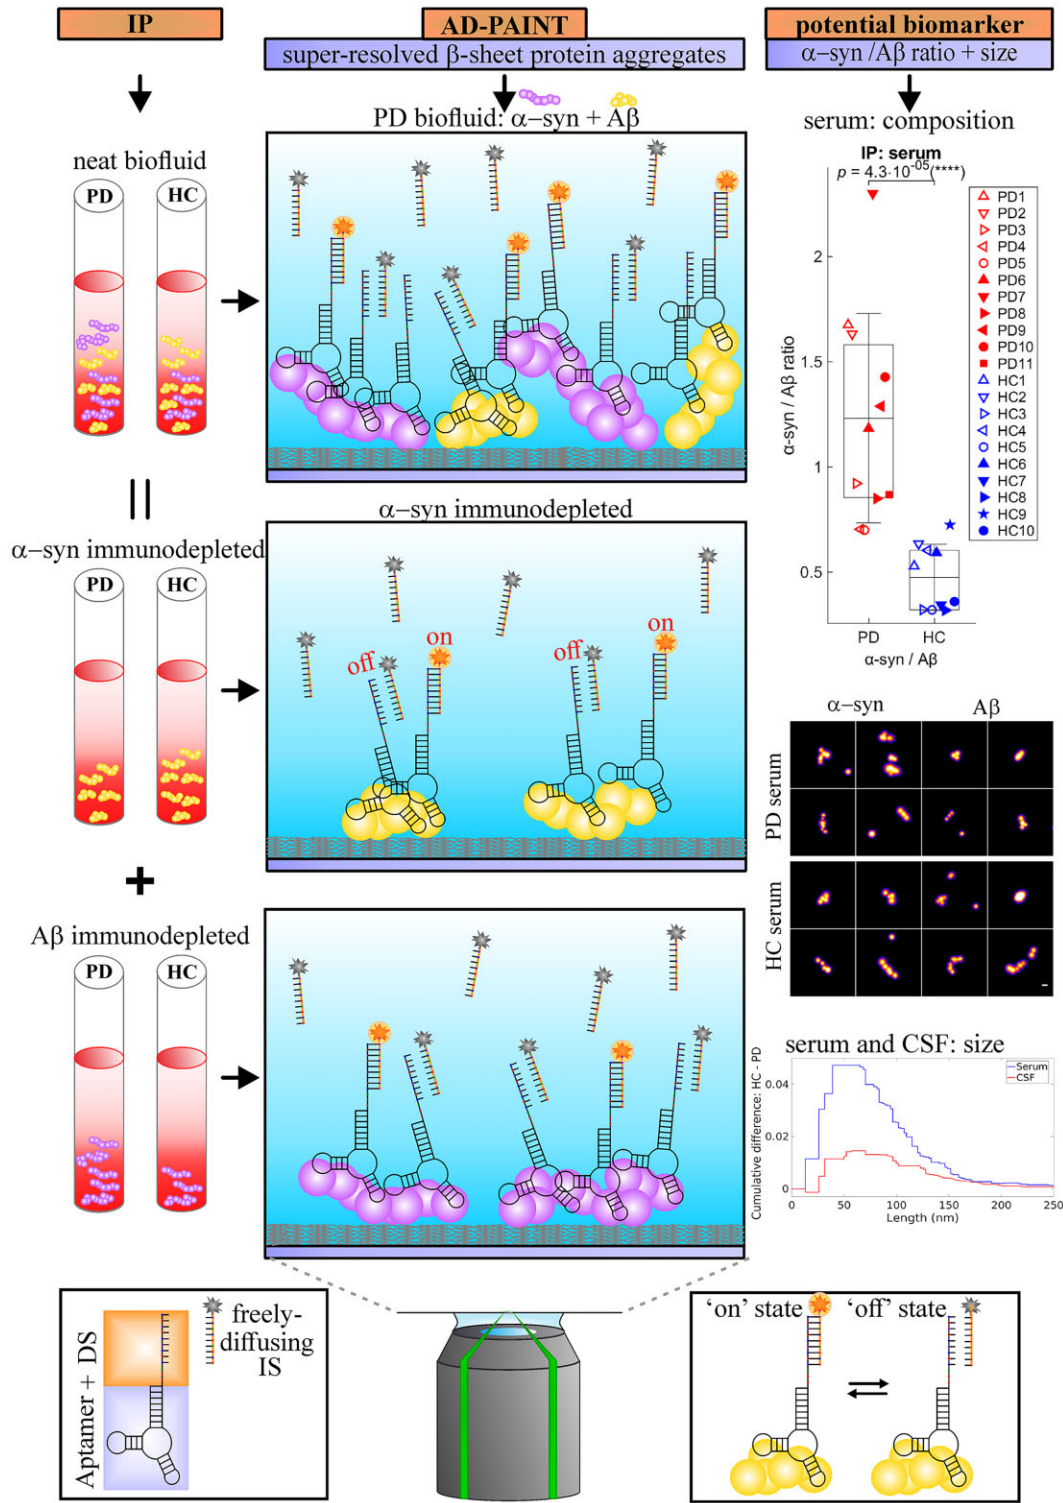 IP
AD-PAINT
super-resolved β-sheet protein aggregates
potential biomarker
α-syn /Aβ ratio + size
neat biofluid
PD
HC
PD biofluid: α-syn + Aβ
serum: composition
IP: serum
p = 4.3·10⁻⁰⁵(****)
2
1.5
1
0.5
α-syn / Aβ ratio
PD
HC
α-syn / Aβ
PD1
PD2
PD3
PD4
PD5
PD6
PD7
PD8
PD9
PD10
PD11
HC1
HC2
HC3
HC4
HC5
HC6
HC7
HC8
HC9
HC10
α-syn immunodepleted
PD
HC
α-syn immunodepleted
off
on
off
on
α-syn
Aβ
PD serum
HC serum
+
Aβ immunodepleted
PD
HC
serum and CSF: size
Serum
CSF
0.04
0.02
0
Cumulative difference: HC - PD
0
50
100
150
200
250
Length (nm)
Aptamer + DS
freely-
diffusing
IS
'on' state
'off' state